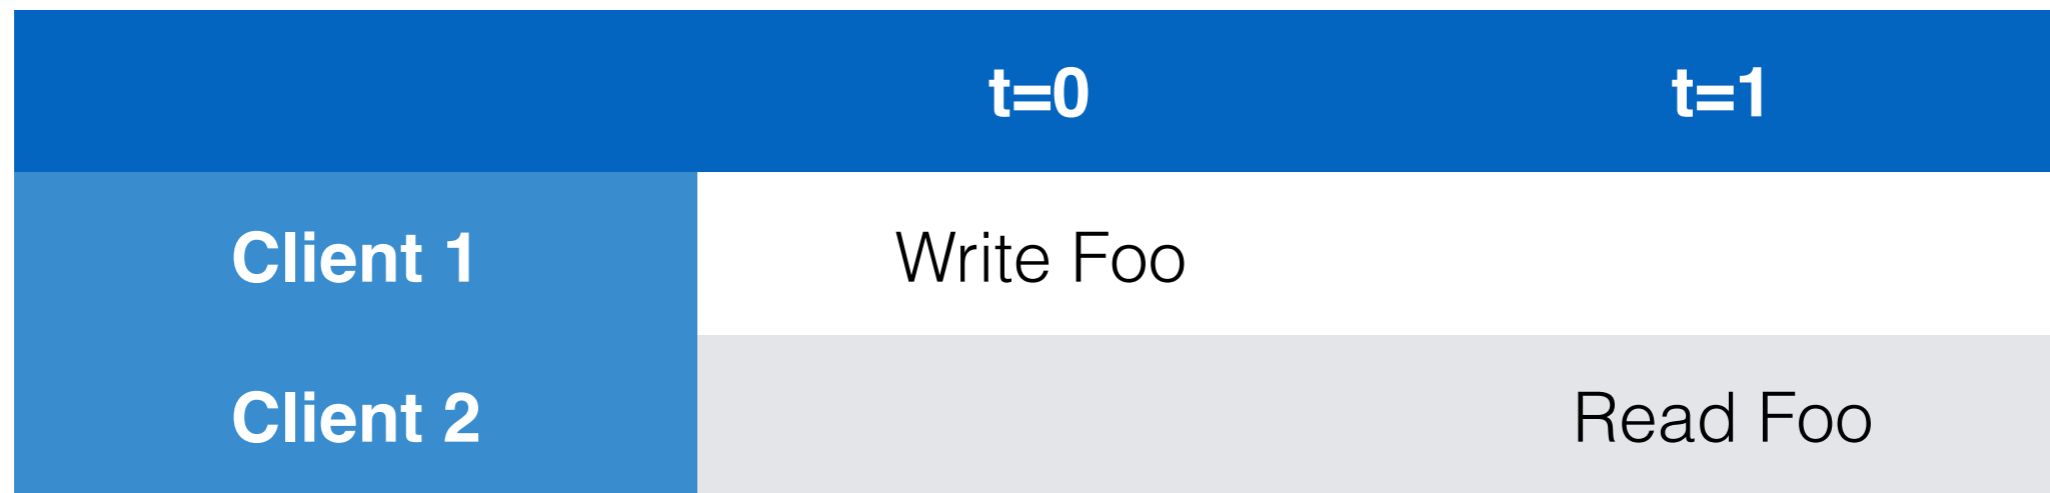 t=0 t=1
Client 1 Write Foo
Client 2 Read Foo